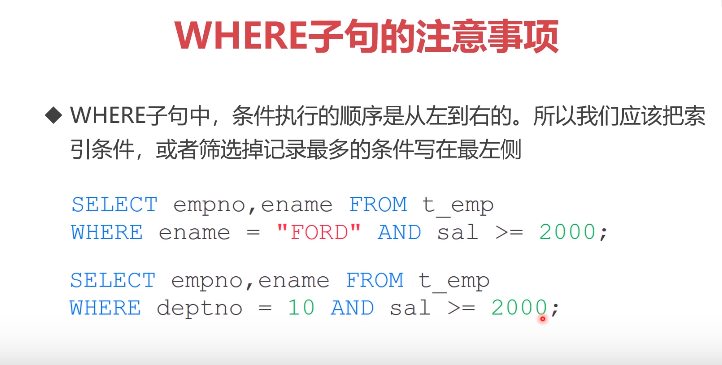 WHERE子句的注意事项
◆ WHERE子句中，条件执行的顺序是从左到右的。所以我们应该把索
引条件，或者筛选掉记录最多的条件写在最左侧
SELECT empno,ename FROM t_emp
WHERE ename = "FORD" AND sal >= 2000;
SELECT empno,ename FROM t_emp
WHERE deptno = 10 AND sal >= 2000;